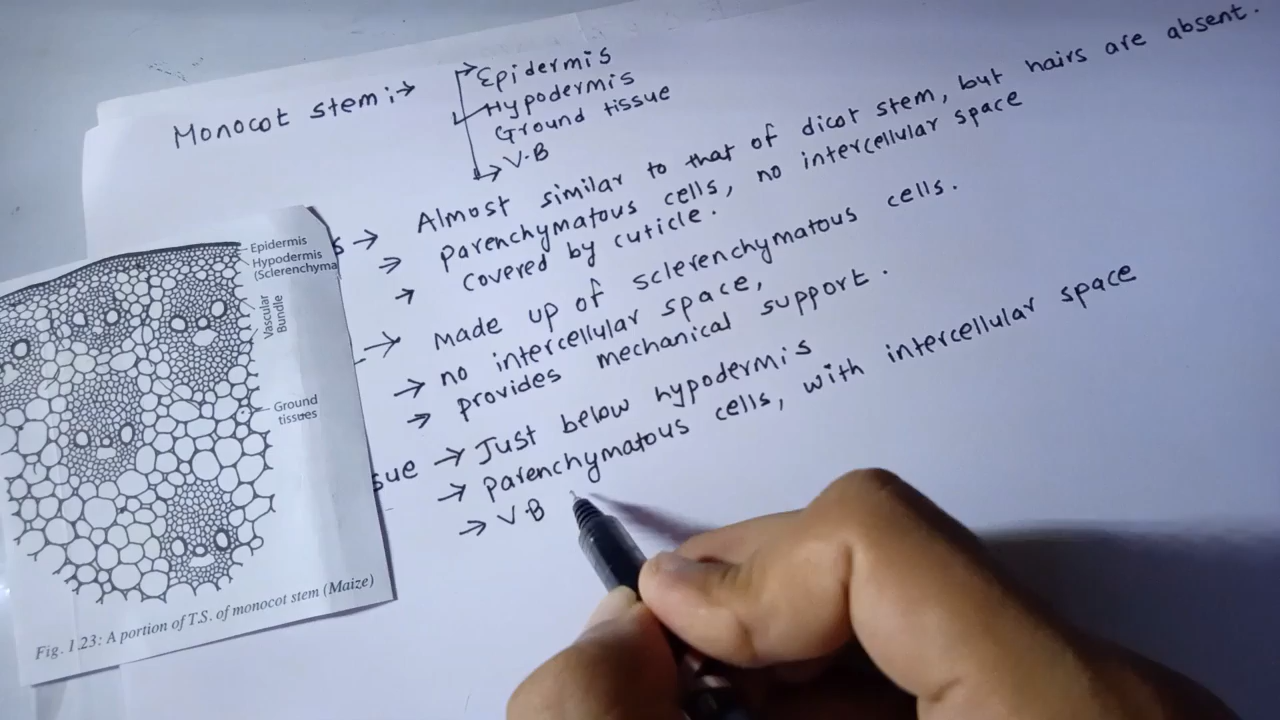 Monocot stem :→
Epidermis
Hypodermis
Ground tissue
V.B
s → Almost similar to that of dicot stem, but hairs are absent.
→ parenchymatous cells, no intercellular space
→ covered by cuticle.
→ Made up of sclerenchymatous cells.
→ no intercellular space,
→ provides mechanical support.
sue → Just below hypodermis
→ parenchymatous cells, with intercellular space
→ V.B
Epidermis
Hypodermis
(Sclerenchyma
Vascular
Bundle
Ground
tissues
Fig. 1.23: A portion of T.S. of monocot stem (Maize)